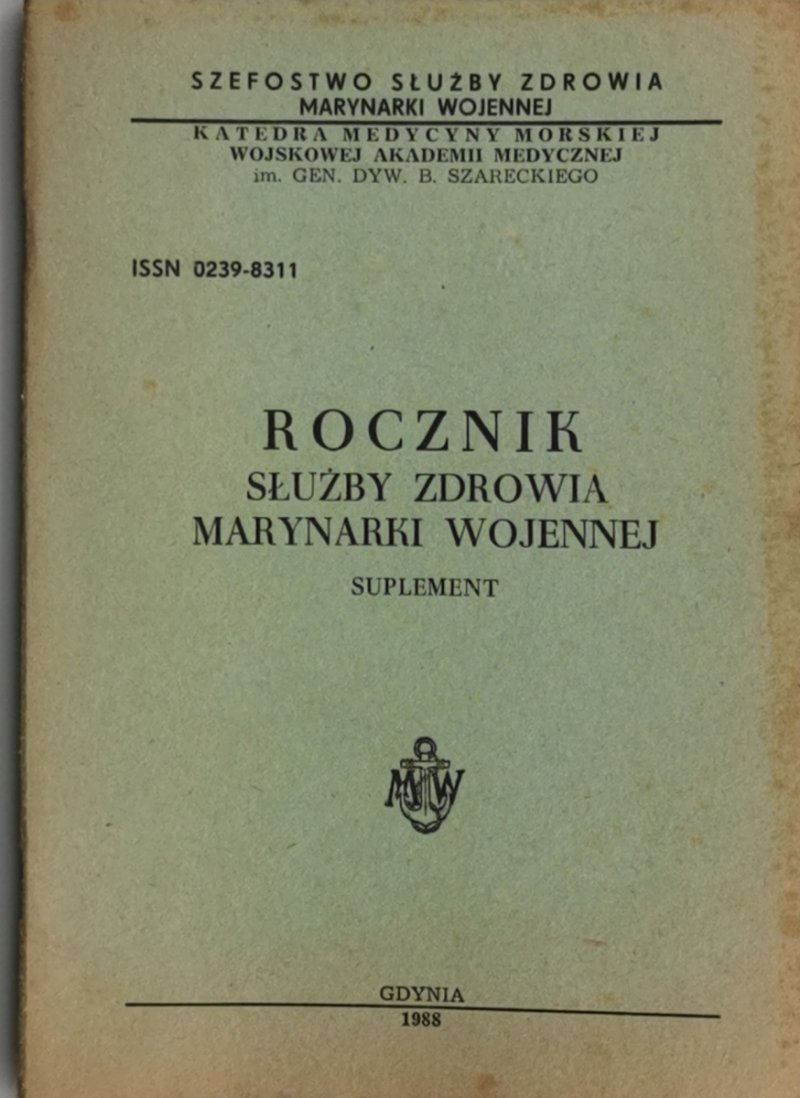 SZEFOSTWO SŁUŻBY ZDROWIA
MARYNARKI WOJENNEJ
KATEDRA MEDYCYNY MORSKIEJ
WOJSKOWEJ AKADEMII MEDYCZNEJ
im. GEN. DYW. B. SZARECKIEGO
ISSN 0239-8311
ROCZNIK
SŁUŻBY ZDROWIA
MARYNARKI WOJENNEJ
SUPLEMENT
MW
GDYNIA
1988